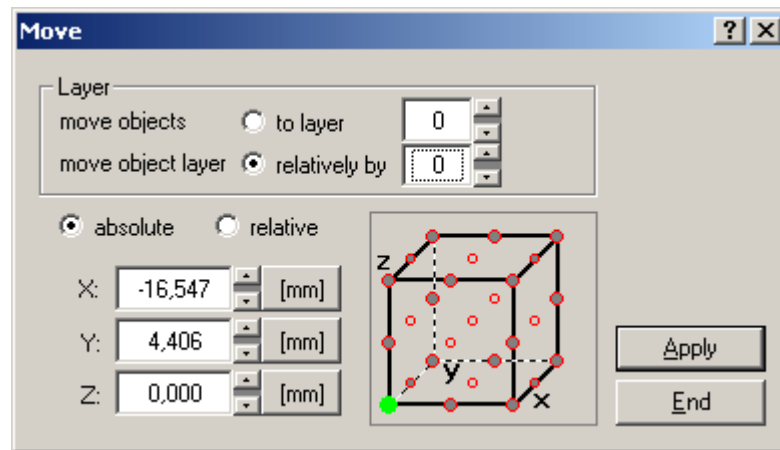 Move
Layer
move objects to layer 0
move object layer relatively by 0
absolute relative
X: -16,547 [mm]
Y: 4,406 [mm]
Z: 0,000 [mm]
z
y
x
Apply
End